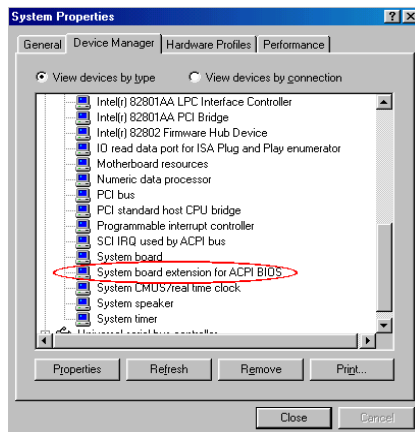 System Properties
General Device Manager Hardware Profiles Performance
View devices by type View devices by connection
Intel(r) 82801AA LPC Interface Controller
Intel(r) 82801AA PCI Bridge
Intel(r) 82802 Firmware Hub Device
IO read data port for ISA Plug and Play enumerator
Motherboard resources
Numeric data processor
PCI bus
PCI standard host CPU bridge
Programmable interrupt controller
SCI IRQ used by ACPI bus
System board
System board extension for ACPI BIOS
System CMOS/real time clock
System speaker
System timer
Universal serial bus controller
Properties Refresh Remove Print...
Close Cancel